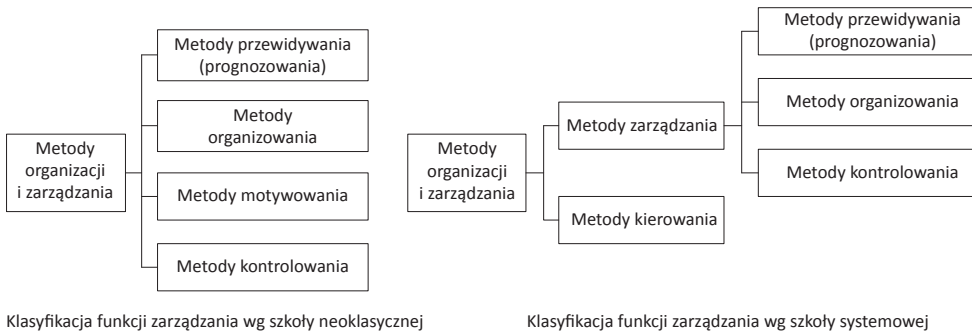 Metody
organizacji
i zarządzania
Metody przewidywania
(prognozowania)
Metody
organizowania
Metody motywowania
Metody kontrolowania
Klasyfikacja funkcji zarządzania wg szkoły neoklasycznej
Metody
organizacji
i zarządzania
Metody zarządzania
Metody kierowania
Metody przewidywania
(prognozowania)
Metody organizowania
Metody kontrolowania
Klasyfikacja funkcji zarządzania wg szkoły systemowej